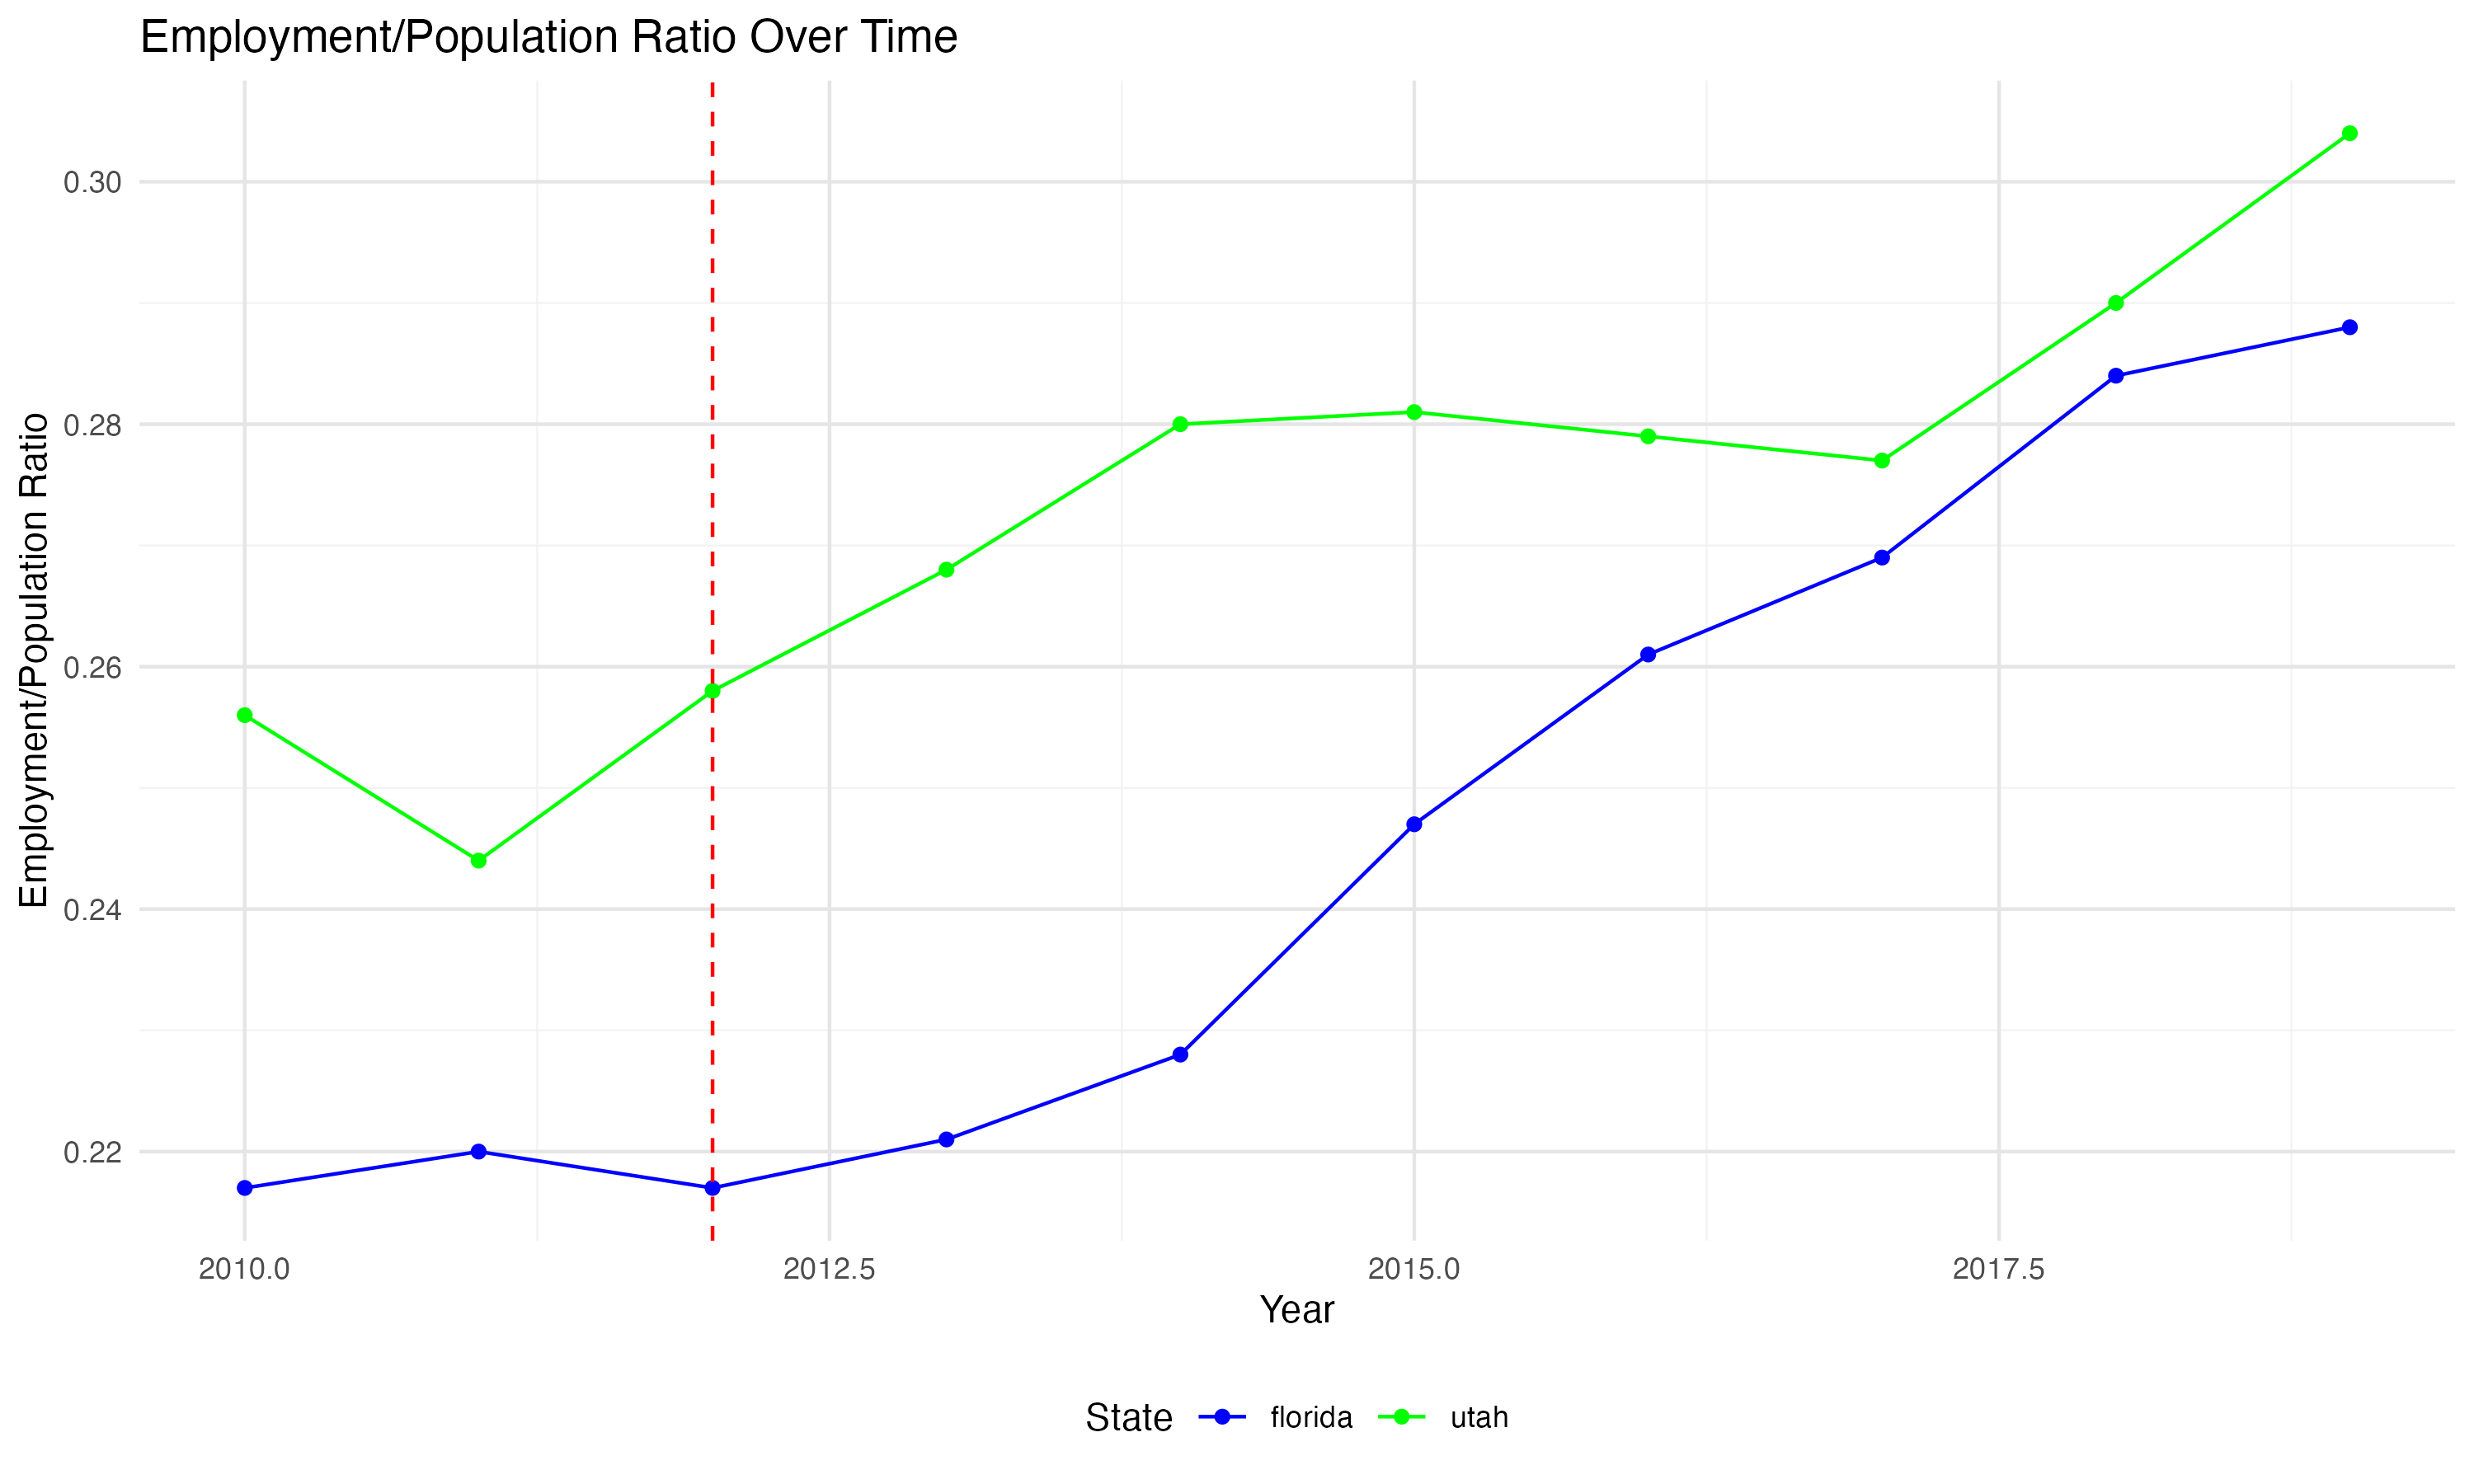 Employment/Population Ratio Over Time
Employment/Population Ratio
0.30
0.28
0.26
0.24
0.22
2010.0 2012.5 2015.0 2017.5
Year
State florida utah